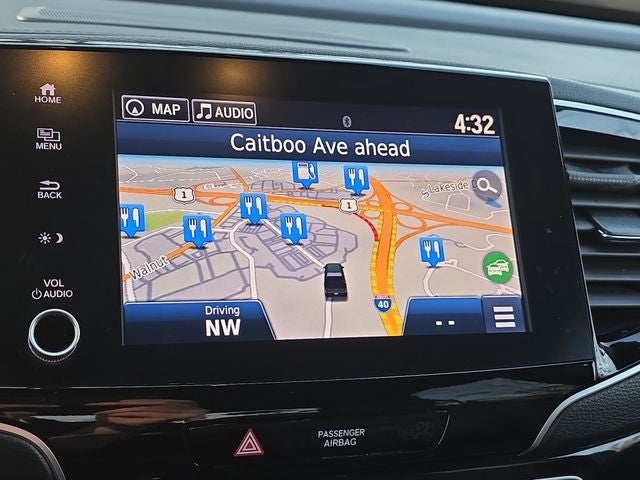 HOME
MENU
BACK
VOL
AUDIO
MAP
AUDIO
4:32
Caitboo Ave ahead
Lakeside
1
1
Walnut
40
Driving
NW
--
PASSENGER
AIRBAG